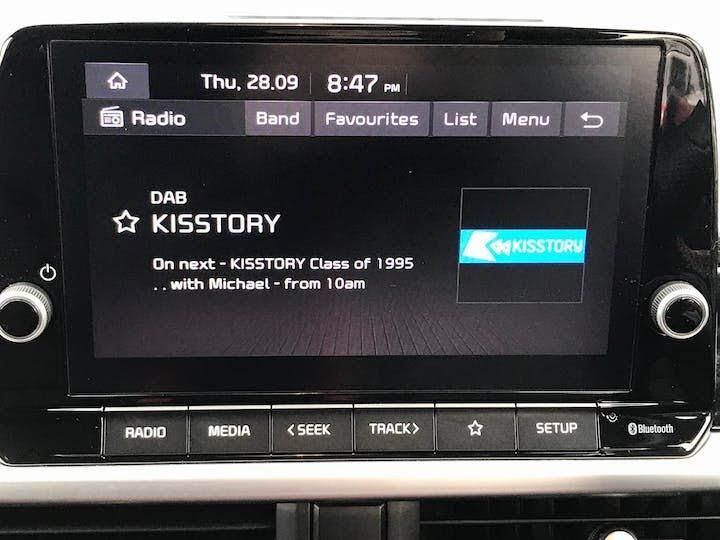 Thu, 28.09 8:47 PM
Radio Band Favourites List Menu
DAB
KISSTORY
KISSTORY
On next - KISSTORY Class of 1995
. . with Michael - from 10am
RADIO MEDIA <SEEK TRACK> SETUP
Bluetooth